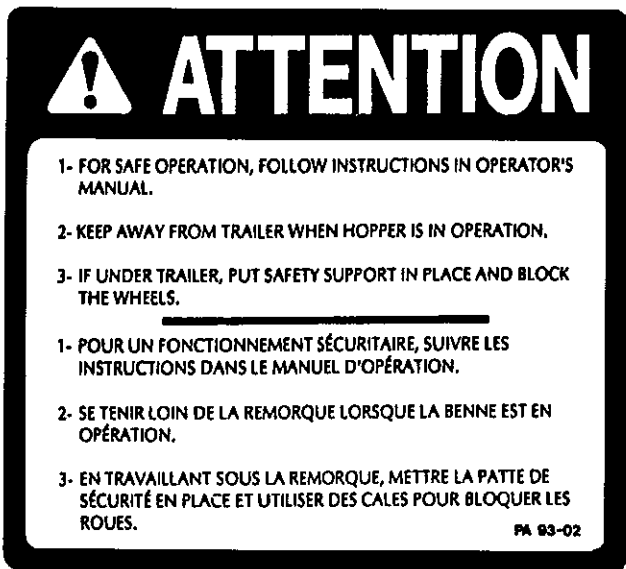 ATTENTION
1- FOR SAFE OPERATION, FOLLOW INSTRUCTIONS IN OPERATOR'S
MANUAL.
2- KEEP AWAY FROM TRAILER WHEN HOPPER IS IN OPERATION.
3- IF UNDER TRAILER, PUT SAFETY SUPPORT IN PLACE AND BLOCK
THE WHEELS.
1- POUR UN FONCTIONNEMENT SÉCURITAIRE, SUIVRE LES
INSTRUCTIONS DANS LE MANUEL D'OPÉRATION.
2- SE TENIR LOIN DE LA REMORQUE LORSQUE LA BENNE EST EN
OPÉRATION.
3- EN TRAVAILLANT SOUS LA REMORQUE, METTRE LA PATTE DE
SÉCURITÉ EN PLACE ET UTILISER DES CALES POUR BLOQUER LES
ROUES.
PA 93-02